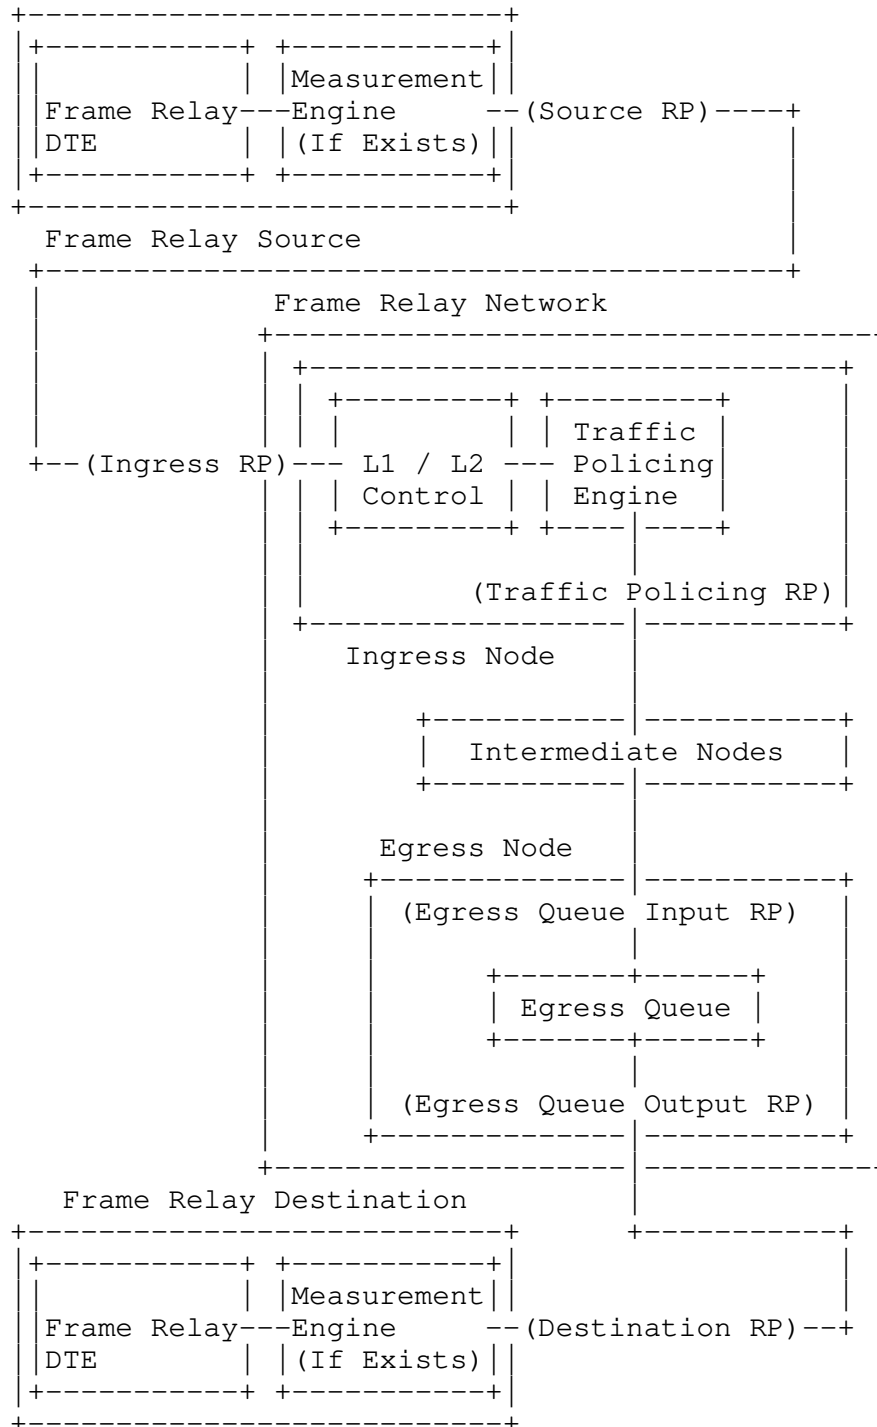 Measurement
Frame Relay---Engine --(Source RP)----+
DTE (If Exists)
Frame Relay Source
Frame Relay Network
Traffic
+--(Ingress RP)--- L1 / L2 --- Policing
Control Engine
(Traffic Policing RP)
Ingress Node
Intermediate Nodes
Egress Node
(Egress Queue Input RP)
Egress Queue
(Egress Queue Output RP)
Frame Relay Destination
Measurement
Frame Relay---Engine --(Destination RP)--+
DTE (If Exists)